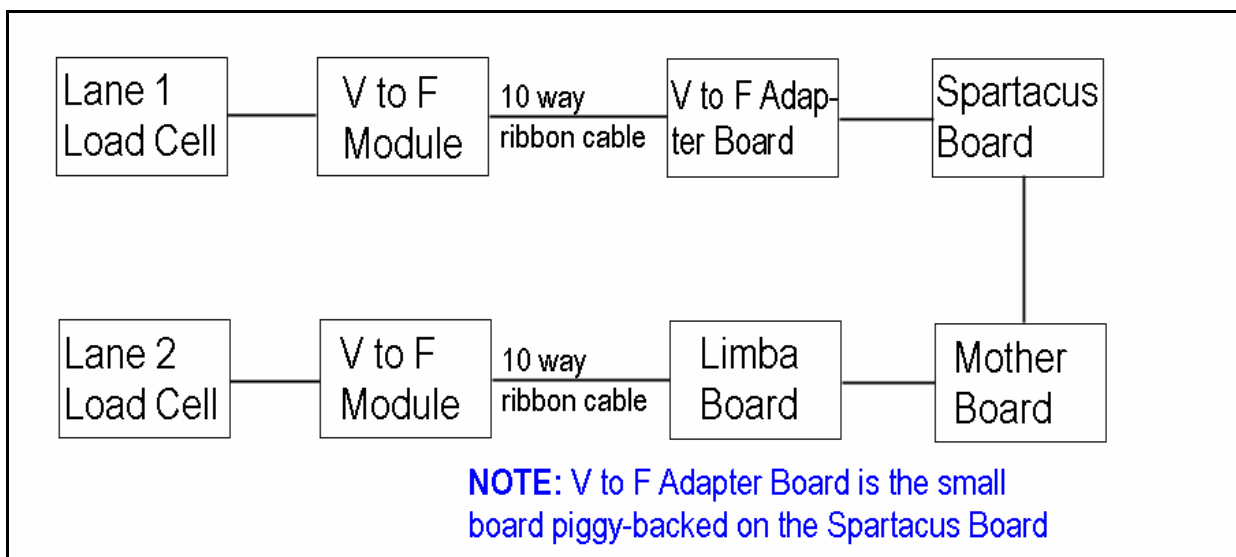 Lane 1
Load Cell
V to F
Module
10 way
ribbon cable
V to F Adap-
ter Board
Spartacus
Board
Lane 2
Load Cell
V to F
Module
10 way
ribbon cable
Limba
Board
Mother
Board
NOTE: V to F Adapter Board is the small
board piggy-backed on the Spartacus Board